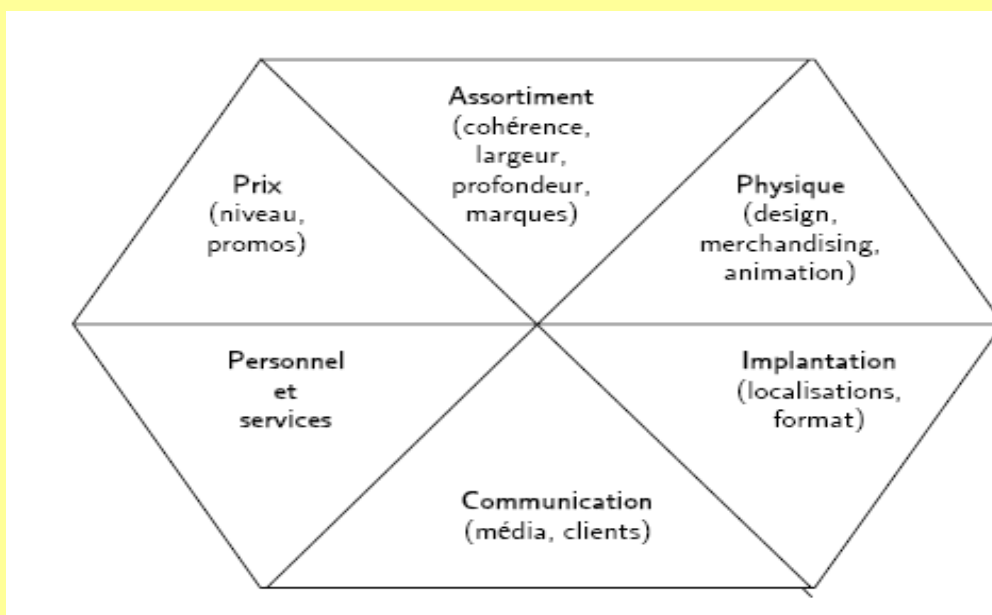 Assortiment
(cohérence,
largeur,
profondeur,
marques)
Prix
(niveau,
promos)
Physique
(design,
merchandising,
animation)
Personnel
et
services
Implantation
(localisations,
format)
Communication
(média, clients)